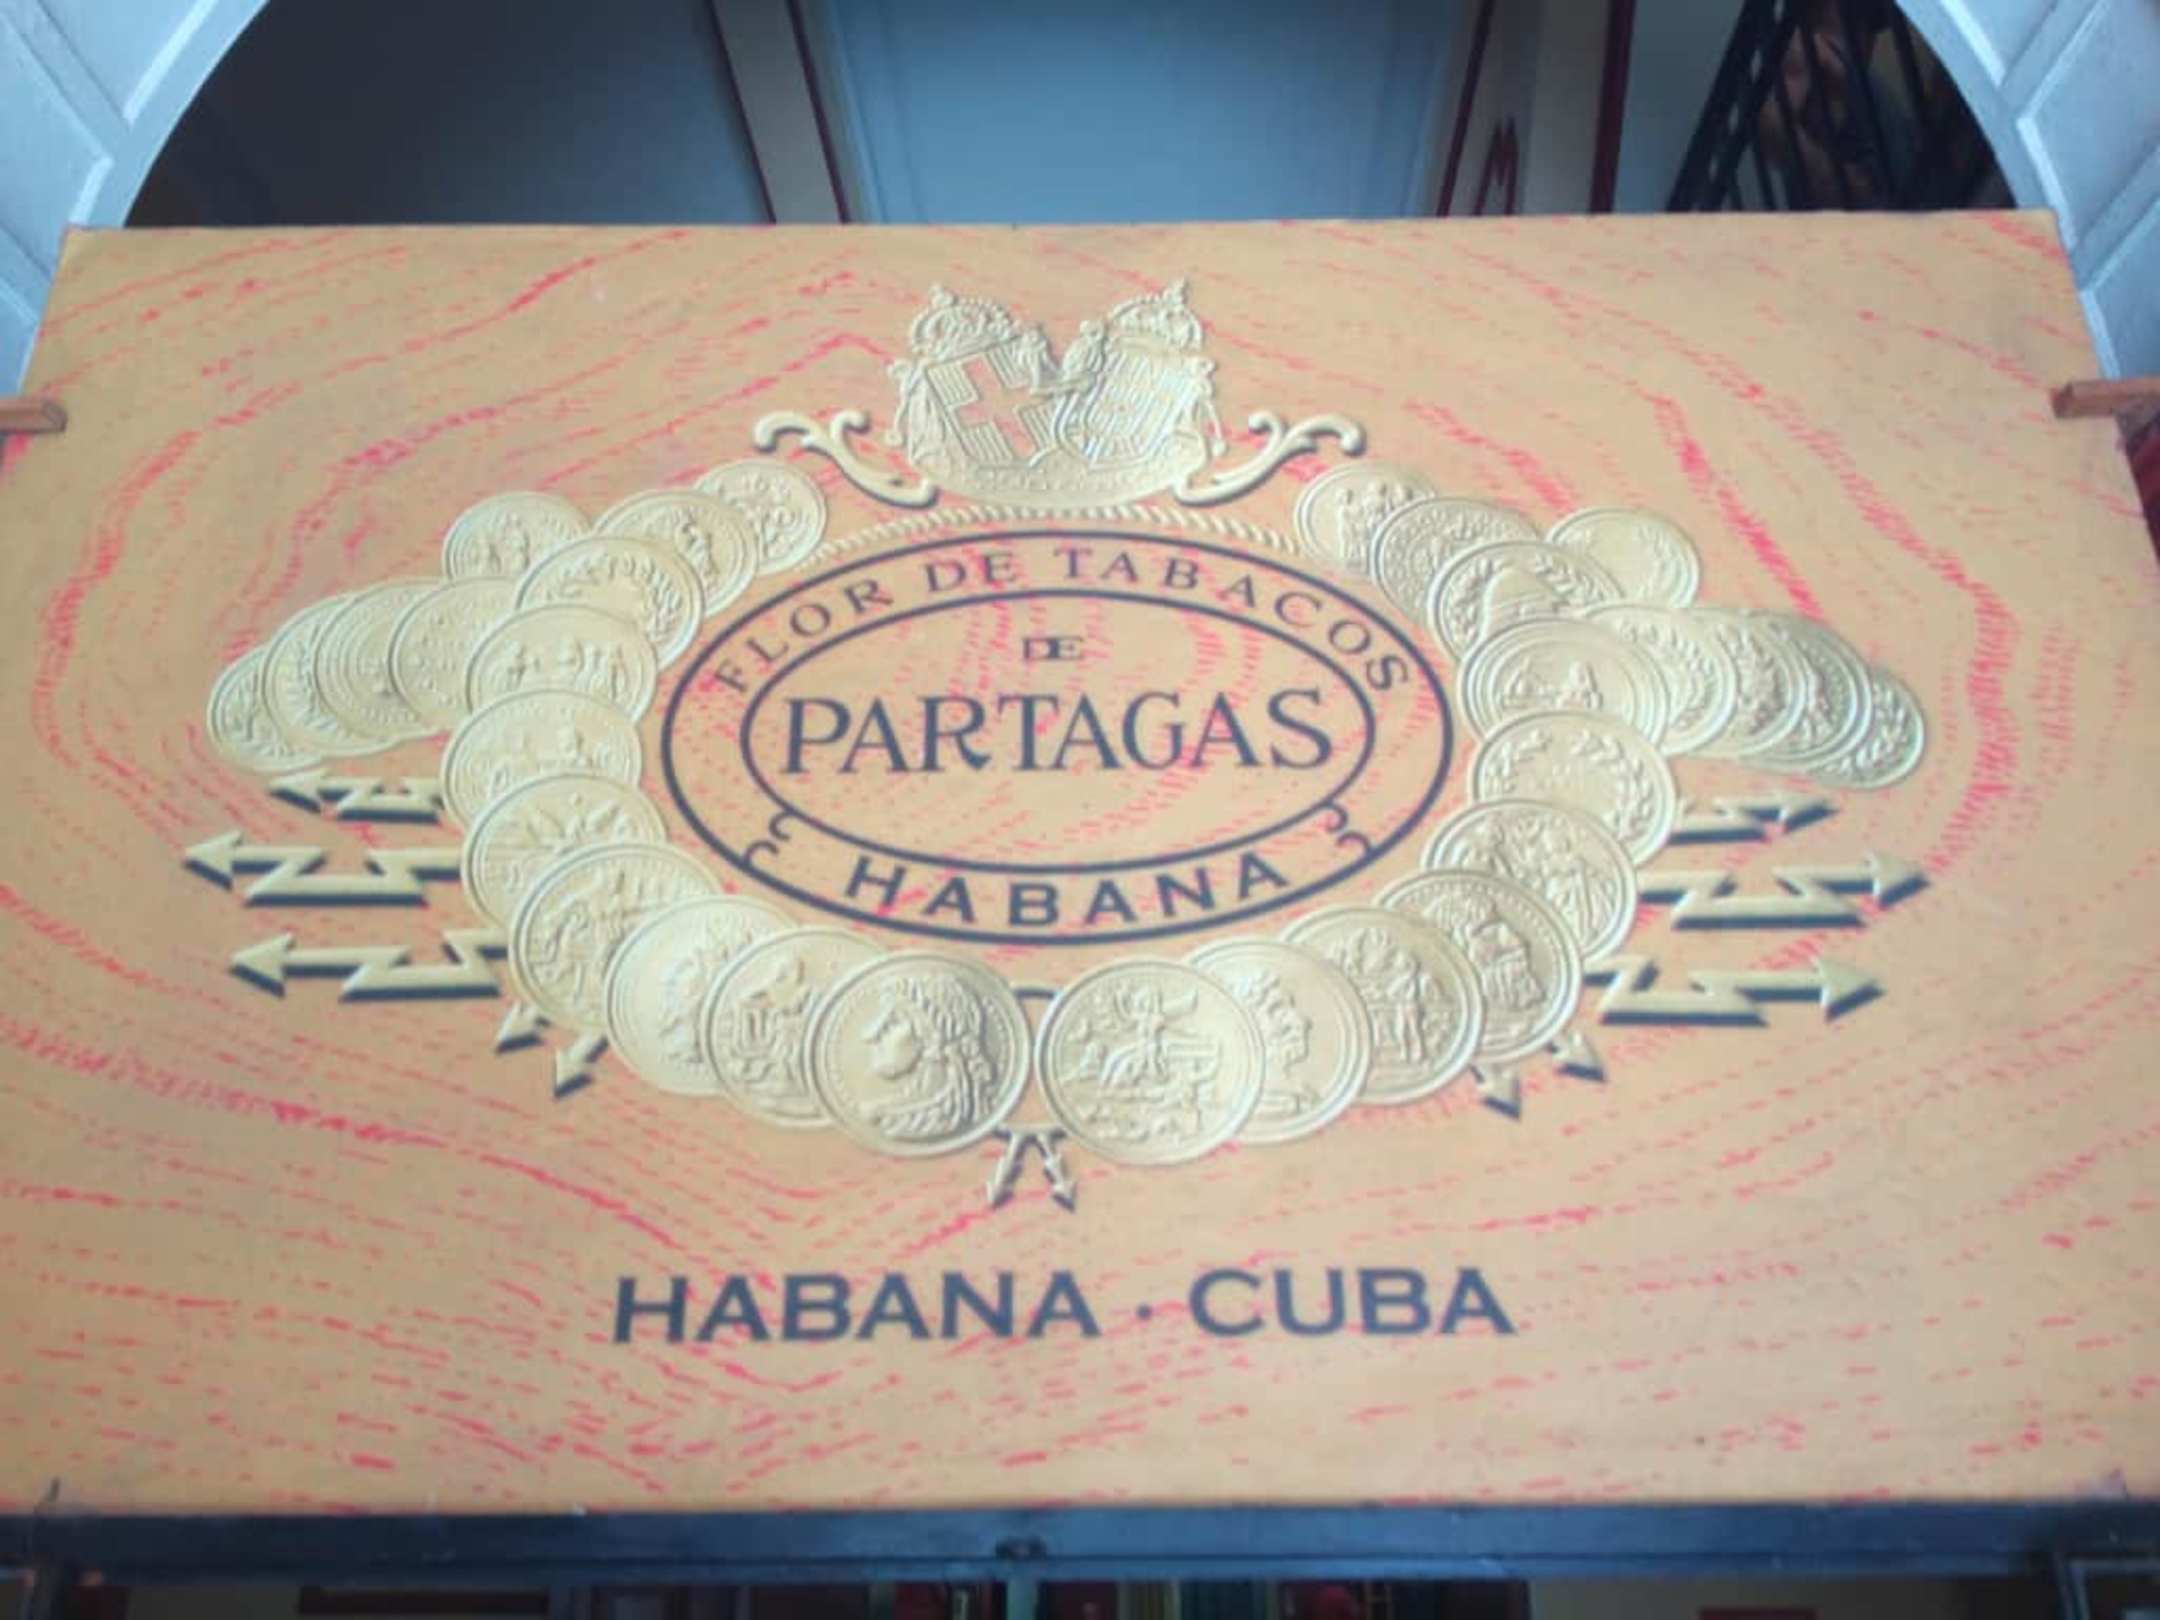 FLOR DE TABACOS
DE
PARTAGAS
HABANA
HABANA · CUBA